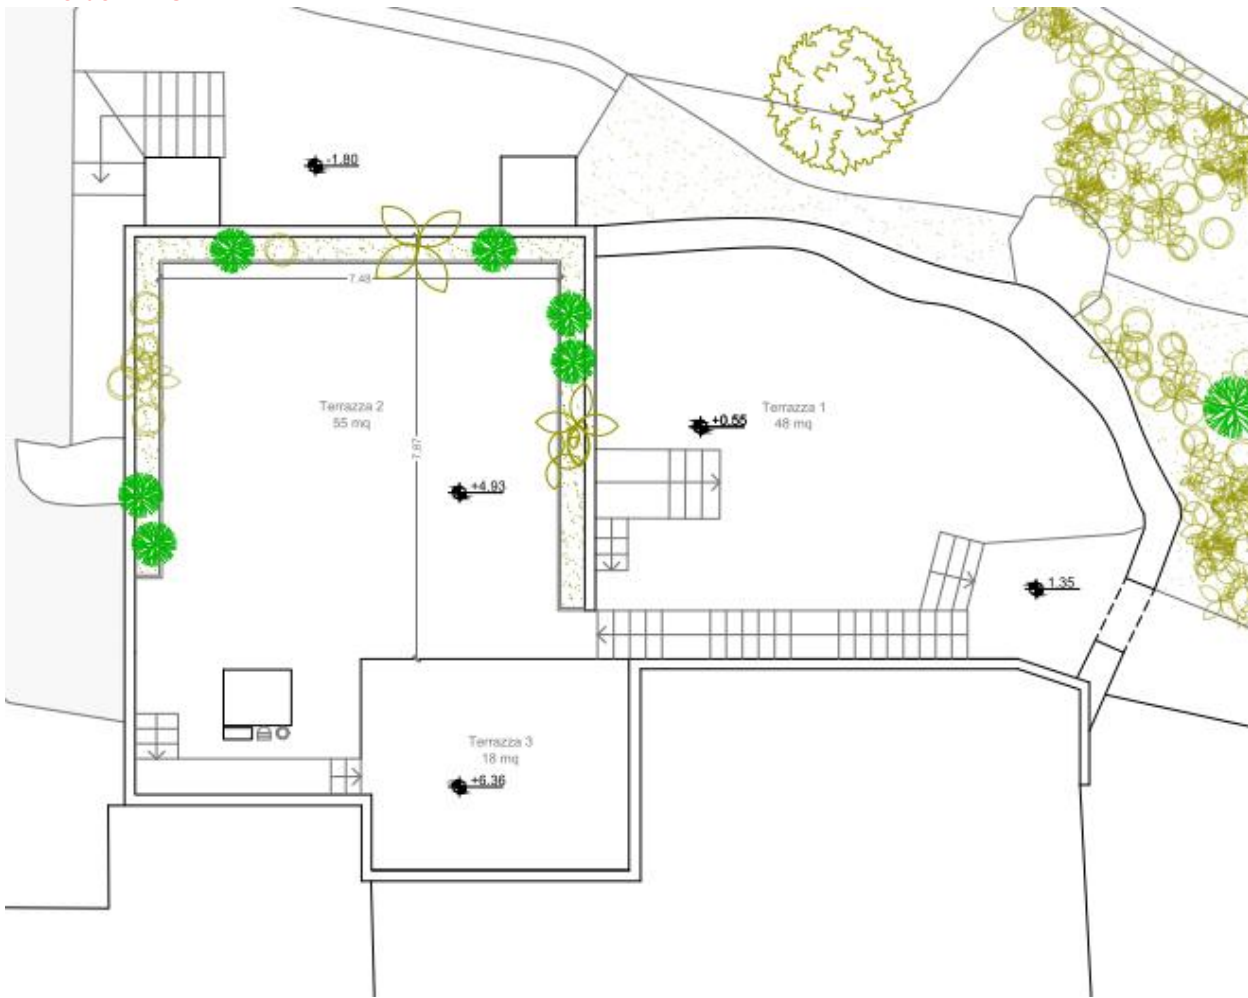 -1.80
7.48
Terrazza 2
55 mq
7.87
+4.93
+0.55
Terrazza 1
48 mq
1.35
Terrazza 3
18 mq
+6.36